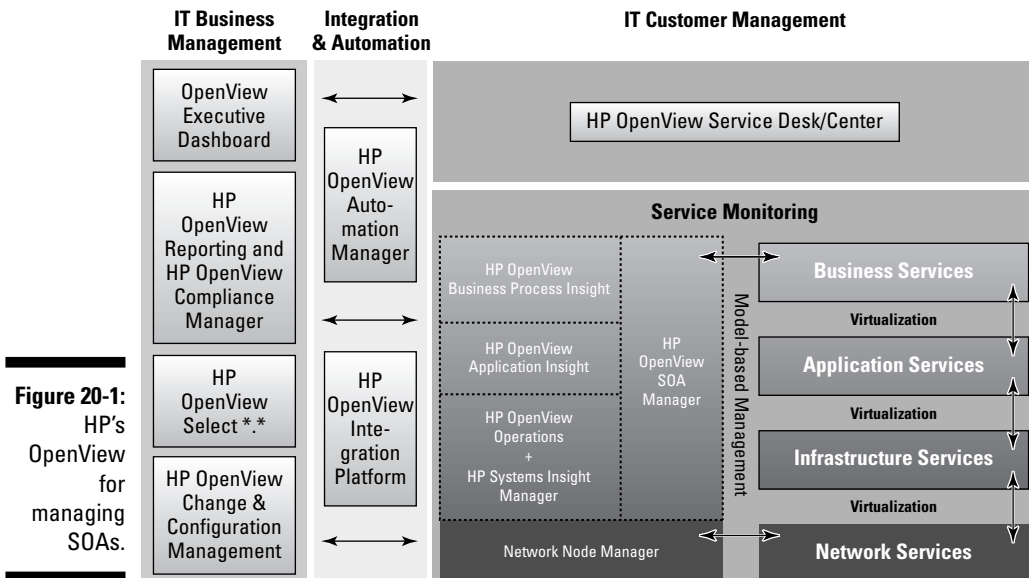 IT Business
Management
Integration
& Automation
IT Customer Management
OpenView
Executive
Dashboard
HP
OpenView
Reporting and
HP OpenView
Compliance
Manager
HP
OpenView
Select *.*
HP OpenView
Change &
Configuration
Management
HP
OpenView
Auto-
mation
Manager
HP
OpenView
Inte-
gration
Platform
HP OpenView Service Desk/Center
Service Monitoring
HP OpenView
Business Process Insight
HP OpenView
Application Insight
HP OpenView
Operations
+
HP Systems Insight
Manager
HP
OpenView
SOA
Manager
Network Node Manager
Model-based Management
Business Services
Virtualization
Application Services
Virtualization
Infrastructure Services
Virtualization
Network Services
Figure 20-1:
HP's
OpenView
for
managing
SOAs.